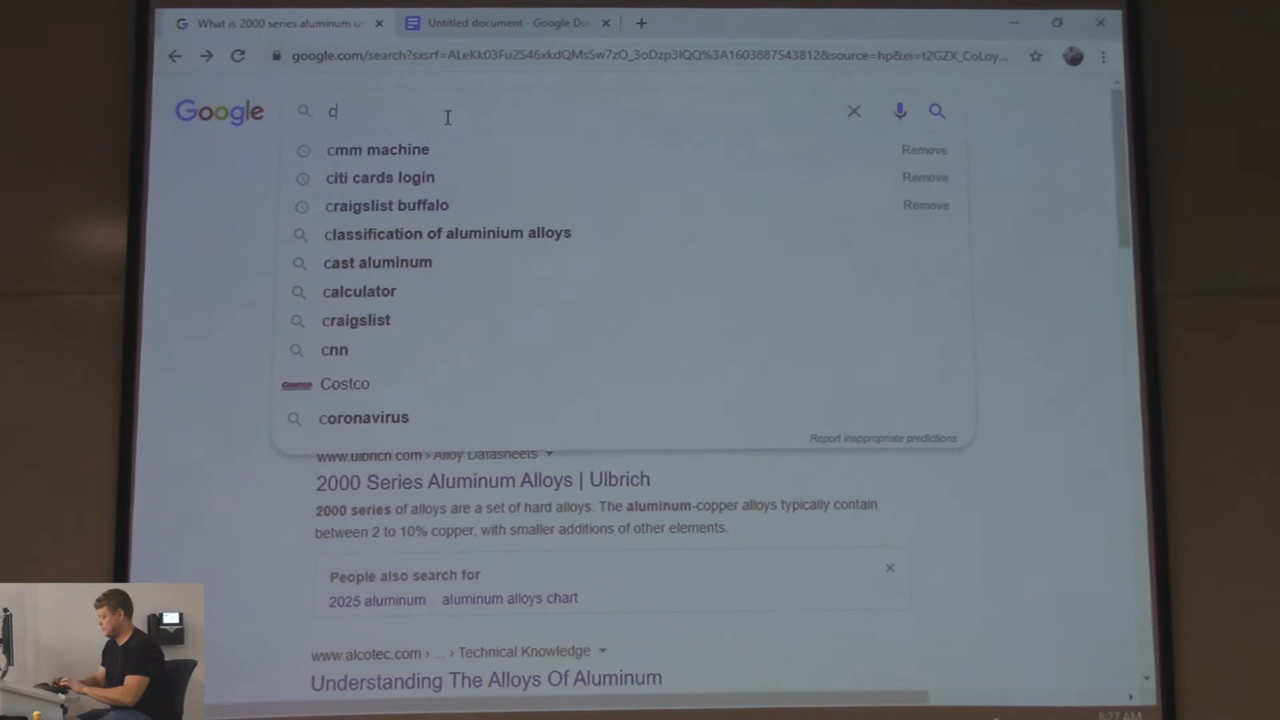 What is 2000 series aluminum u
Untitled document - Google Do
google.com/search?sxsrf=ALeKk03Fu2S46xkdQMsSw7zO_3oDzp3IQQ%3A1603887543812&source=hp&ei=t2GZX_CoLoy...
Google
c
cmm machine Remove
citi cards login Remove
craigslist buffalo Remove
classification of aluminium alloys
cast aluminum
calculator
craigslist
cnn
Costco Costco
coronavirus
Report inappropriate predictions
www.ulbrich.com › Alloy Datasheets
2000 Series Aluminum Alloys | Ulbrich
2000 series of alloys are a set of hard alloys. The aluminum-copper alloys typically contain
between 2 to 10% copper, with smaller additions of other elements.
People also search for
2025 aluminum aluminum alloys chart
www.alcotec.com › ... › Technical Knowledge
Understanding The Alloys Of Aluminum
8:27 AM